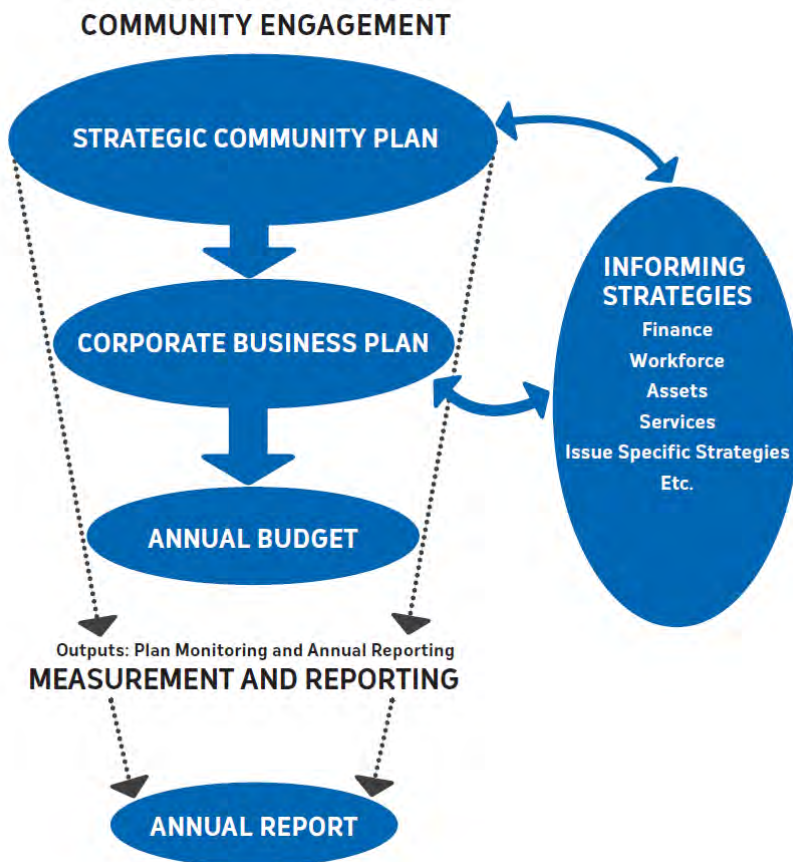 COMMUNITY ENGAGEMENT
STRATEGIC COMMUNITY PLAN
CORPORATE BUSINESS PLAN
ANNUAL BUDGET
INFORMING
STRATEGIES
Finance
Workforce
Assets
Services
Issue Specific Strategies
Etc.
Outputs: Plan Monitoring and Annual Reporting
MEASUREMENT AND REPORTING
ANNUAL REPORT